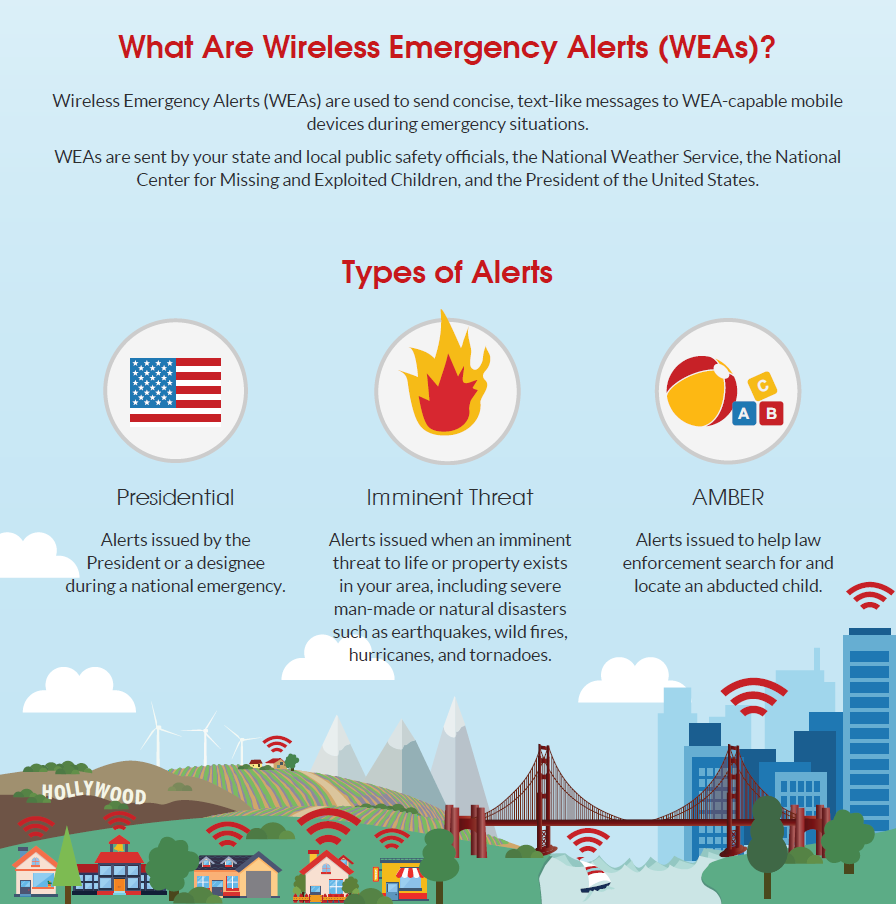 What Are Wireless Emergency Alerts (WEAs)?
Wireless Emergency Alerts (WEAs) are used to send concise, text-like messages to WEA-capable mobile
devices during emergency situations.
WEAs are sent by your state and local public safety officials, the National Weather Service, the National
Center for Missing and Exploited Children, and the President of the United States.
Types of Alerts
C
A B
Presidential
Alerts issued by the
President or a designee
during a national emergency.
Imminent Threat
Alerts issued when an imminent
threat to life or property exists
in your area, including severe
man-made or natural disasters
such as earthquakes, wild fires,
hurricanes, and tornadoes.
AMBER
Alerts issued to help law
enforcement search for and
locate an abducted child.
HOLLYWOOD